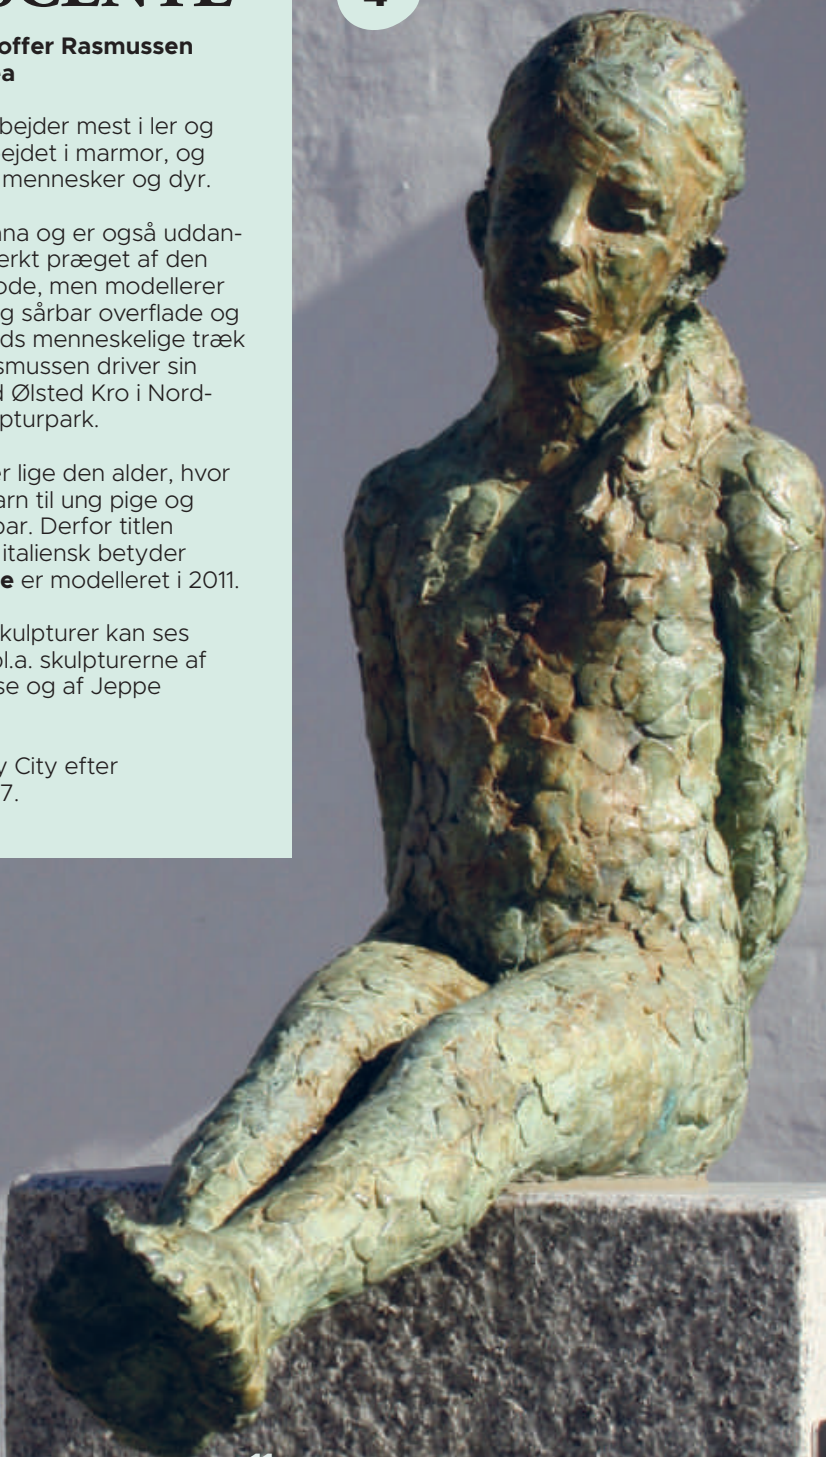 offer Rasmussen
bejder mest i ler og
ejdet i marmor, og
mennesker og dyr.
na og er også uddan-
erkt præget af den
ode, men modellerer
g sårbar overflade og
ds menneskelige træk
smussen driver sin
d Ølsted Kro i Nord-
pturpark.
er lige den alder, hvor
arn til ung pige og
bar. Derfor titlen
italiensk betyder
e er modelleret i 2011.
kulpturer kan ses
bl.a. skulpturerne af
se og af Jeppe
y City efter
7.